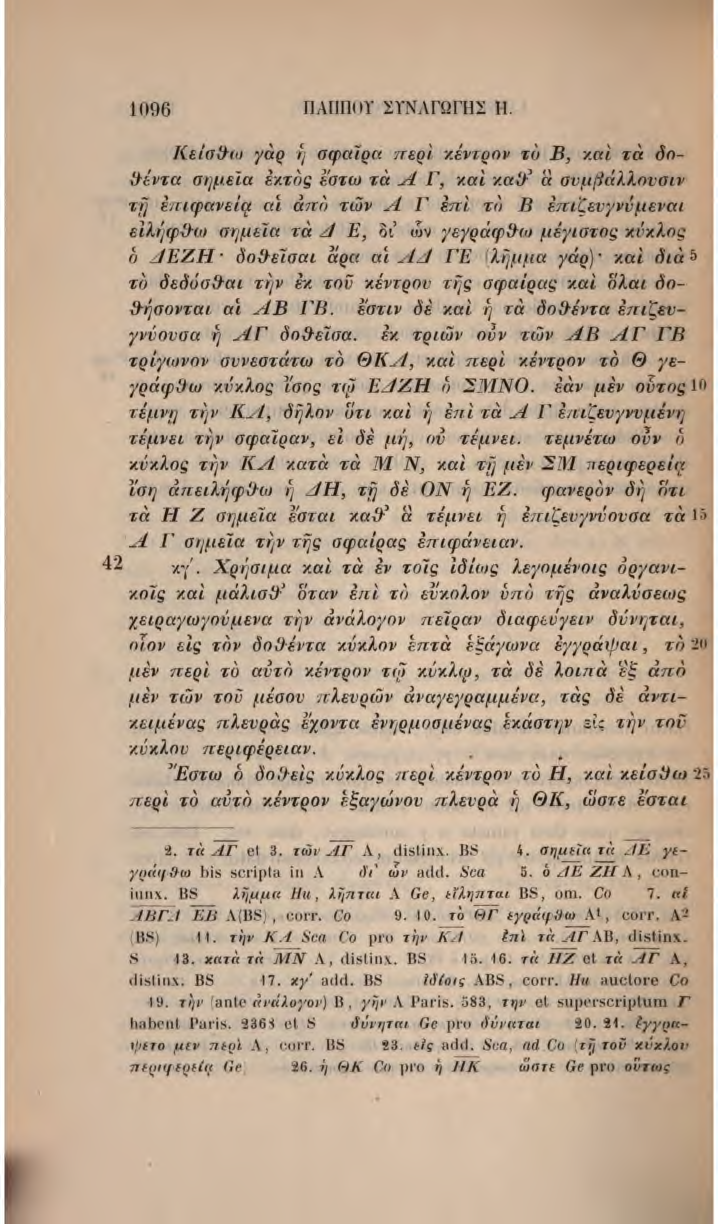 1096 ΠΑΠΠΟΥ ΣΥΝΑΓΩΓΗΣ Η.
Κείσθω γὰρ ἡ σφαῖρα περὶ κέντρον τὸ Β, καὶ τὰ δο-
θέντα σημεῖα ἐκτὸς ἔστω τὰ Α Γ, καὶ καθ᾽ ἃ συμβάλλουσιν
τῇ ἐπιφανείᾳ αἱ ἀπὸ τῶν Α Γ ἐπὶ τὸ Β ἐπιζευγνύμεναι
εἰλήφθω σημεῖα τὰ Δ Ε, δι᾽ ὧν γεγράφθω μέγιστος κύκλος
ὁ ΔΕΖΗ· δοθεῖσαι ἄρα αἱ ΑΔ ΓΕ (λῆμμα γάρ)· καὶ διὰ 5
τὸ δεδόσθαι τὴν ἐκ τοῦ κέντρου τῆς σφαίρας καὶ ὅλαι δο-
θήσονται αἱ ΑΒ ΓΒ. ἔστιν δὲ καὶ ἡ τὰ δοθέντα ἐπιζευ-
γνύουσα ἡ ΑΓ δοθεῖσα. ἐκ τριῶν οὖν τῶν ΑΒ ΑΓ ΓΒ
τρίγωνον συνεστάτω τὸ ΘΚΛ, καὶ περὶ κέντρον τὸ Θ γε-
γράφθω κύκλος ἴσος τῷ ΕΔΖΗ ὁ ΣΜΝΟ. ἐὰν μὲν οὗτος 10
τέμνῃ τὴν ΚΛ, δῆλον ὅτι καὶ ἡ ἐπὶ τὰ Α Γ ἐπιζευγνυμένη
τέμνει τὴν σφαῖραν, εἰ δὲ μή, οὐ τέμνει. τεμνέτω οὖν ὁ
κύκλος τὴν ΚΛ κατὰ τὰ Μ Ν, καὶ τῇ μὲν ΣΜ περιφερείᾳ
ἴση ἀπειλήφθω ἡ ΔΗ, τῇ δὲ ΟΝ ἡ ΕΖ. φανερὸν δὴ ὅτι
τὰ Η Ζ σημεῖα ἔσται καθ᾽ ἃ τέμνει ἡ ἐπιζευγνύουσα τὰ 15
Α Γ σημεῖα τὴν τῆς σφαίρας ἐπιφάνειαν.
42 κγ΄. Χρήσιμα καὶ τὰ ἐν τοῖς ἰδίως λεγομένοις ὀργανι-
κοῖς καὶ μάλισθ᾽ ὅταν ἐπὶ τὸ εὔκολον ὑπὸ τῆς ἀναλύσεως
χειραγωγούμενα τὴν ἀνάλογον πεῖραν διαφεύγειν δύνηται,
οἷον εἰς τὸν δοθέντα κύκλον ἑπτὰ ἑξάγωνα ἐγγράψαι, τὸ 20
μὲν περὶ τὸ αὐτὸ κέντρον τῷ κύκλῳ, τὰ δὲ λοιπὰ ἓξ ἀπὸ
μὲν τῶν τοῦ μέσου πλευρῶν ἀναγεγραμμένα, τὰς δὲ ἀντι-
κειμένας πλευρὰς ἔχοντα ἐνηρμοσμένας ἑκάστην εἰς τὴν τοῦ
κύκλου περιφέρειαν.
Ἔστω ὁ δοθεὶς κύκλος περὶ κέντρον τὸ Η, καὶ κείσθω 25
περὶ τὸ αὐτὸ κέντρον ἑξαγώνου πλευρὰ ἡ ΘΚ, ὥστε ἔσται
2. τὰ ΑΓ et 3. τῶν ΑΓ A, distinx. BS 4. σημεῖα τὰ ΔΕ γε-
γράφθω bis scripta in A δι᾽ ὧν add. Sca 5. ὁ ΔΕ ΖΗ A, con-
iunx. BS λῆμμα Hu, λῆπται A Ge, εἴληπται BS, om. Co 7. αἱ
ΑΒΓΔ ΕΒ A(BS), corr. Co 9. 10. τὸ ΘΓ εγράφθω A¹, corr. A²
(BS) 11. τὴν ΚΛ Sca Co pro τὴν ΚΔ ἐπὶ τὰ ΑΓ AB, distinx.
S 13. κατὰ τὰ ΜΝ A, distinx. BS 15. 16. τὰ ΗΖ et τὰ ΑΓ A,
distinx. BS 17. κγ΄ add. BS ἰδίοις ABS, corr. Hu auctore Co
19. τὴν (ante ἀνάλογον) B, γῆν A Paris. 583, την et superscriptum Γ
habent Paris. 2368 et S δύνηται Ge pro δύναται 20. 21. ἐγγρα-
ψετο μεν περὶ A, corr. BS 23. εἰς add. Sca, ad Co (τῇ τοῦ κύκλου
περιφερείᾳ Ge) 26. ἡ ΘΚ Co pro ἡ ΗΚ ὥστε Ge pro οὕτως